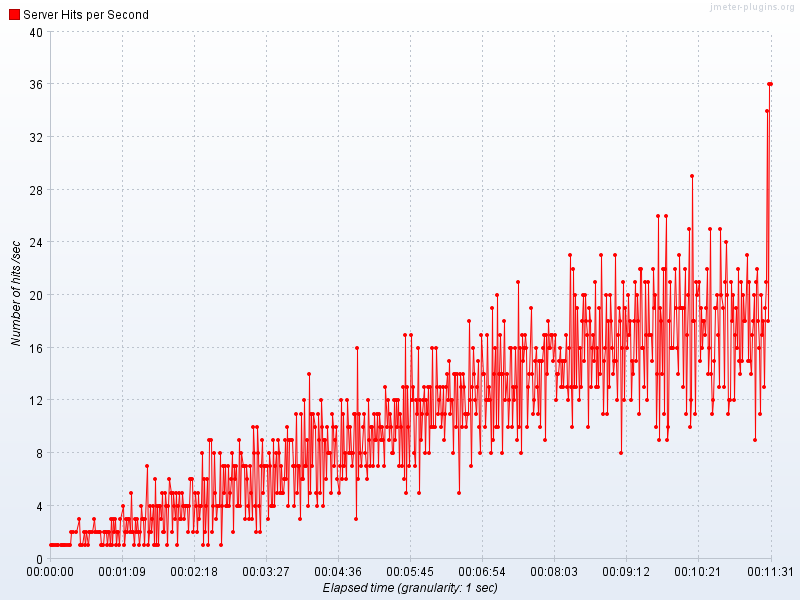 jmeter-plugins.org
Server Hits per Second
40
36
32
28
24
20
16
12
8
4
0
Number of hits /sec
00:00:00 00:01:09 00:02:18 00:03:27 00:04:36 00:05:45 00:06:54 00:08:03 00:09:12 00:10:21 00:11:31
Elapsed time (granularity: 1 sec)